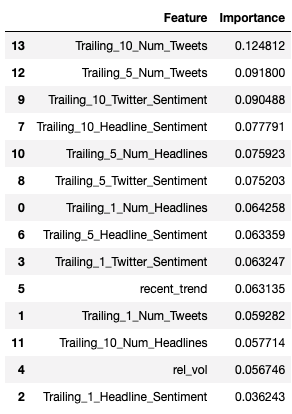 Feature Importance
13 Trailing_10_Num_Tweets 0.124812
12 Trailing_5_Num_Tweets 0.091800
9 Trailing_10_Twitter_Sentiment 0.090488
7 Trailing_10_Headline_Sentiment 0.077791
10 Trailing_5_Num_Headlines 0.075923
8 Trailing_5_Twitter_Sentiment 0.075203
0 Trailing_1_Num_Headlines 0.064258
6 Trailing_5_Headline_Sentiment 0.063359
3 Trailing_1_Twitter_Sentiment 0.063247
5 recent_trend 0.063135
1 Trailing_1_Num_Tweets 0.059282
11 Trailing_10_Num_Headlines 0.057714
4 rel_vol 0.056746
2 Trailing_1_Headline_Sentiment 0.036243